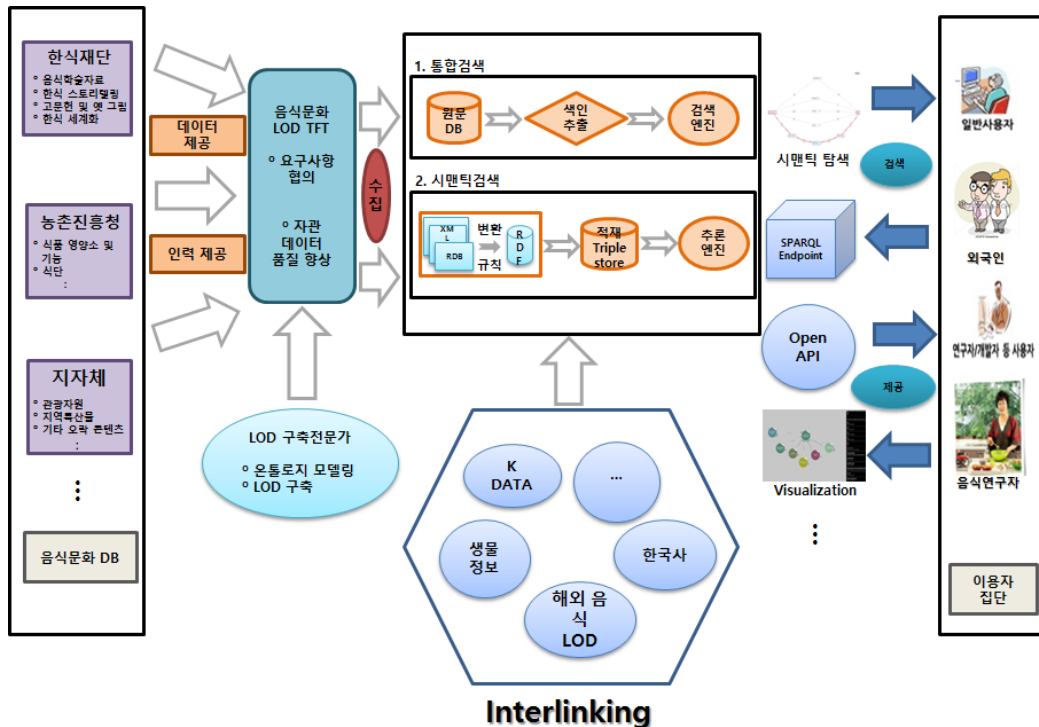 한식재단
° 음식학술자료
° 한식 스토리텔링
° 고문헌 및 옛 그림
° 한식 세계화
농촌진흥청
° 식품 영양소 및
기능
° 식단
:
지자체
° 관광자원
° 지역특산물
° 기타 오락 콘텐츠
:
⋮
음식문화 DB
데이터
제공
인력 제공
음식문화
LOD TFT
° 요구사항
협의
° 자관
데이터
품질 향상
수집
LOD 구축전문가
° 온톨로지 모델링
° LOD 구축
1. 통합검색
원문
DB
색인
추출
검색
엔진
2. 시맨틱검색
XM
L
RDB
변환
규칙
R
D
F
적재
Triple
store
추론
엔진
K
DATA
...
생물
정보
한국사
해외 음
식
LOD
Interlinking
시맨틱 탐색
SPARQL
Endpoint
Open
API
Visualization
⋮
검색
제공
일반사용자
외국인
연구자/개발자 등 사용자
음식연구자
이용자
집단